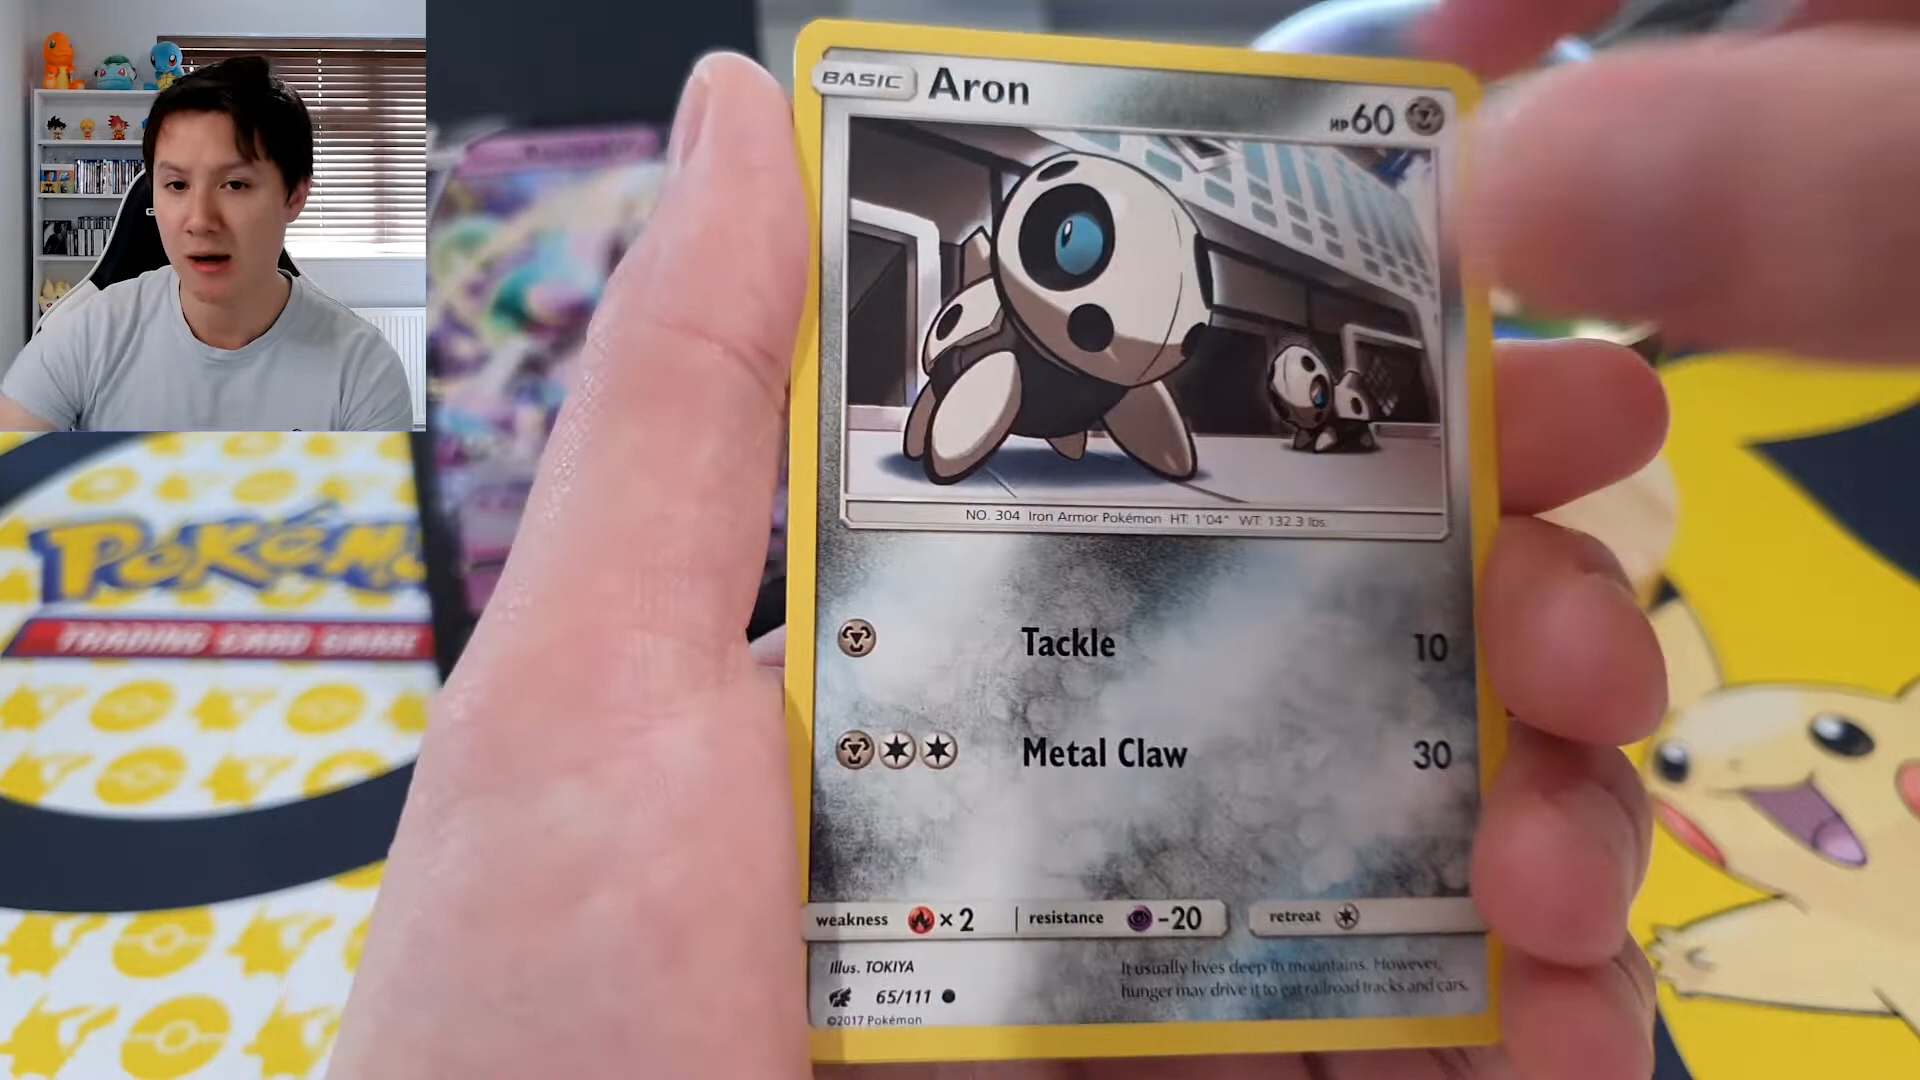 BASIC Aron HP60
NO. 304 Iron Armor Pokémon HT: 1'04" WT: 132.3 lbs.
Tackle 10
Metal Claw 30
weakness ×2 resistance -20 retreat
Illus. TOKIYA
65/111
©2017 Pokémon
It usually lives deep in mountains. However,
hunger may drive it to eat railroad tracks and cars.
POKÉMO
TRADING CARD GAME